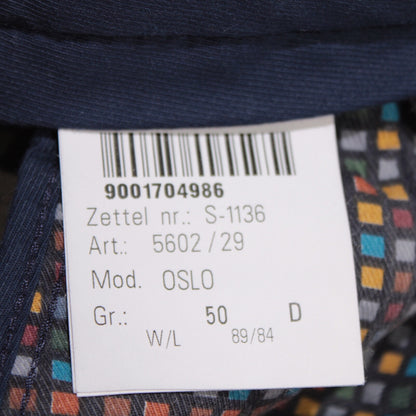 9001704986
Zettel nr.: S-1136
Art.: 5602/29
Mod. OSLO
Gr.: 50 D
W/L 89/84